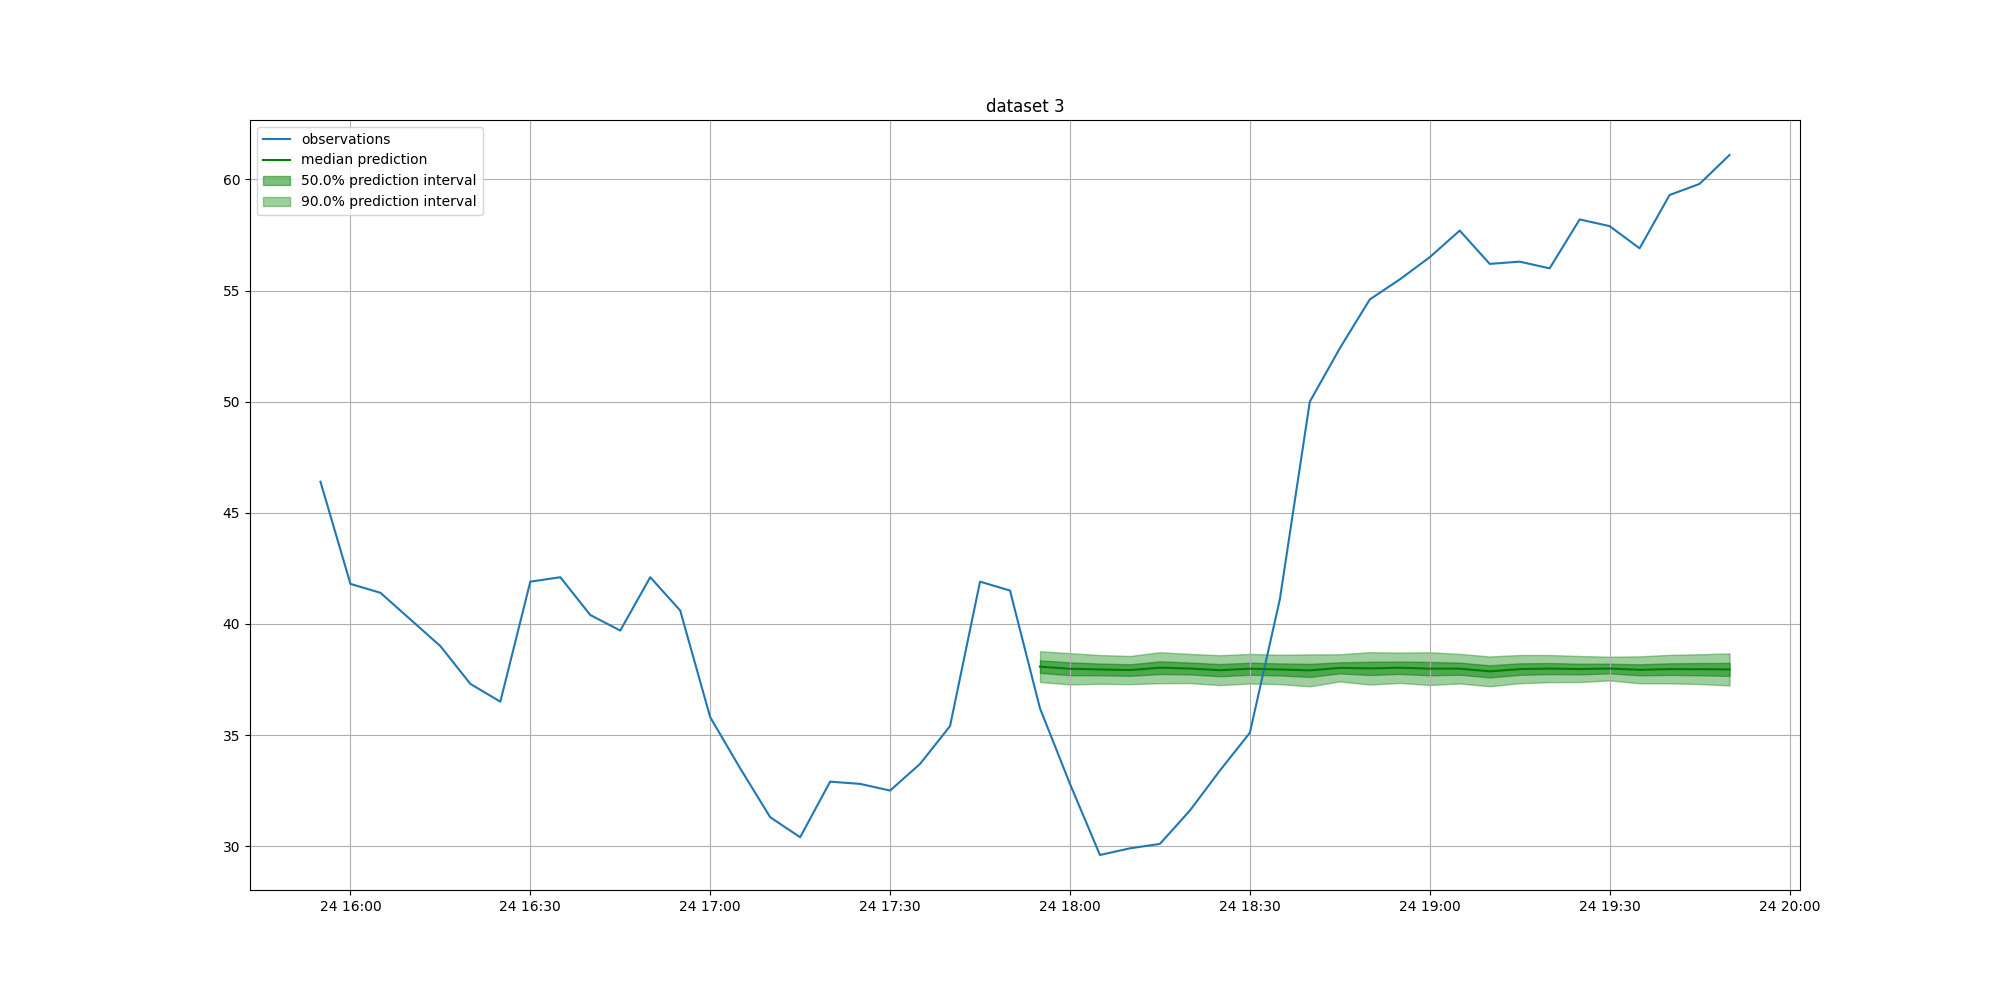 dataset 3
observations
median prediction
50.0% prediction interval
90.0% prediction interval
60
55
50
45
40
35
30
24 16:00 24 16:30 24 17:00 24 17:30 24 18:00 24 18:30 24 19:00 24 19:30 24 20:00